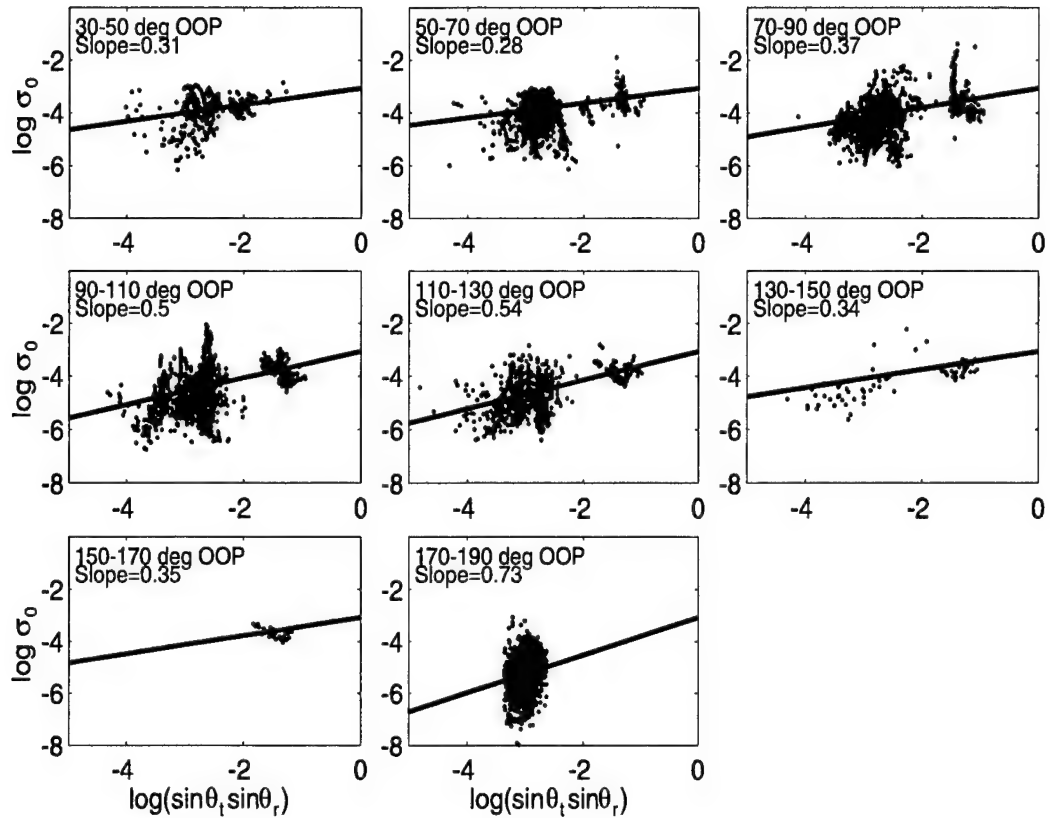 30-50 deg OOP
Slope=0.31
50-70 deg OOP
Slope=0.28
70-90 deg OOP
Slope=0.37
log σ₀
-2
-4
-6
-8
-2
-4
-6
-8
-2
-4
-6
-8
-4 -2 0
-4 -2 0
-4 -2 0
90-110 deg OOP
Slope=0.5
110-130 deg OOP
Slope=0.54
130-150 deg OOP
Slope=0.34
log σ₀
-2
-4
-6
-8
-2
-4
-6
-8
-2
-4
-6
-8
-4 -2 0
-4 -2 0
-4 -2 0
150-170 deg OOP
Slope=0.35
170-190 deg OOP
Slope=0.73
log σ₀
-2
-4
-6
-8
-2
-4
-6
-8
-4 -2 0
-4 -2 0
log(sinθₜsinθᵣ)
log(sinθₜsinθᵣ)